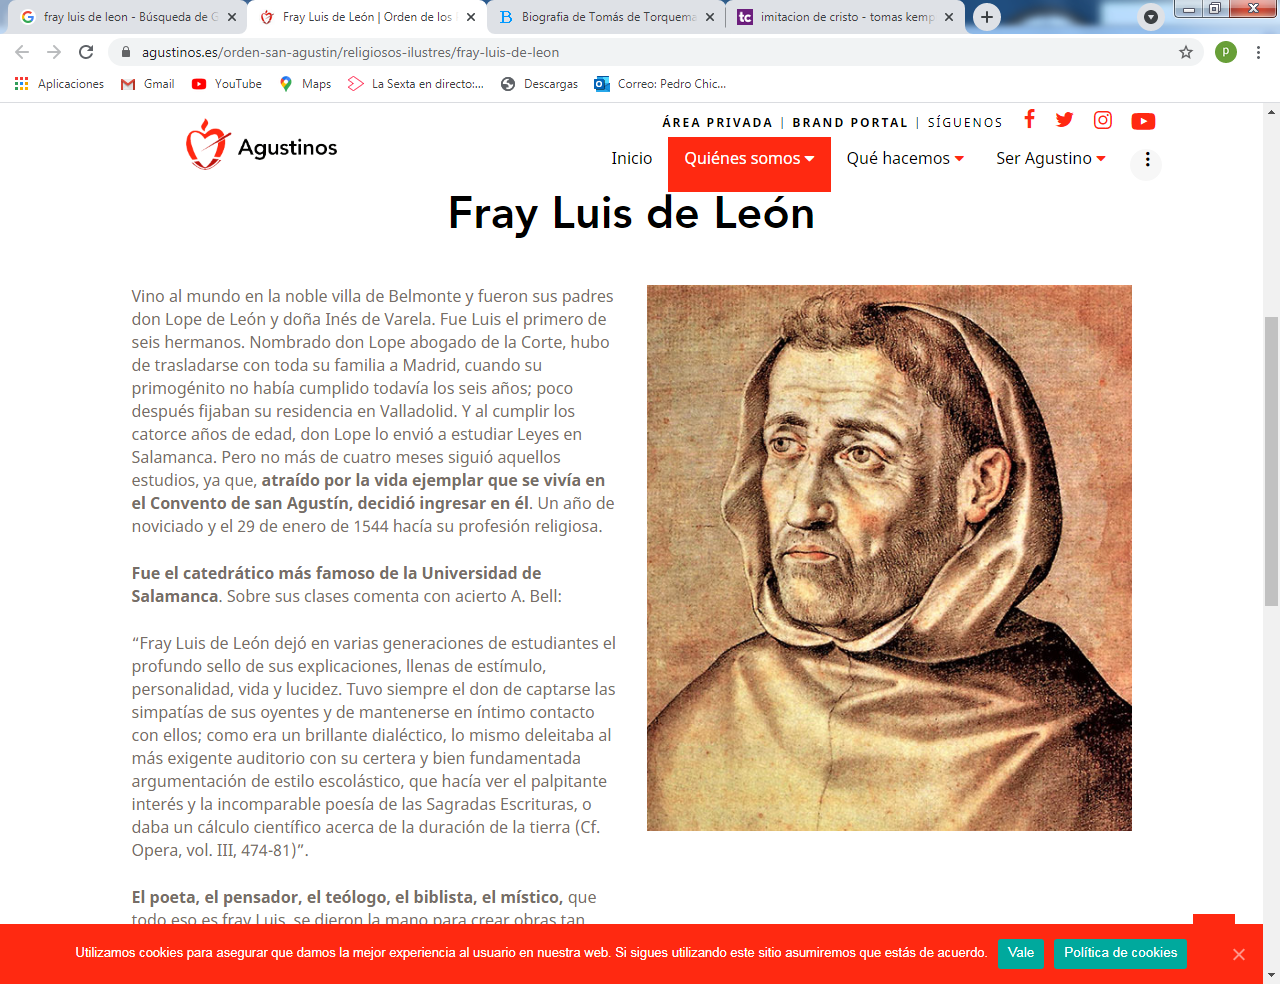 fray luis de leon - Búsqueda de G
Fray Luis de León | Orden de los
Biografia de Tomás de Torquema
tc
imitacion de cristo - tomas kemp
agustinos.es/orden-san-agustin/religiosos-ilustres/fray-luis-de-leon
P
Aplicaciones
Gmail
YouTube
Maps
La Sexta en directo:...
Descargas
Correo: Pedro Chic...
ÁREA PRIVADA | BRAND PORTAL | SÍGUENOS
Agustinos
Inicio
Quiénes somos
Qué hacemos
Ser Agustino
Fray Luis de León
Vino al mundo en la noble villa de Belmonte y fueron sus padres
don Lope de León y doña Inés de Varela. Fue Luis el primero de
seis hermanos. Nombrado don Lope abogado de la Corte, hubo
de trasladarse con toda su familia a Madrid, cuando su
primogénito no había cumplido todavía los seis años; poco
después fijaban su residencia en Valladolid. Y al cumplir los
catorce años de edad, don Lope lo envió a estudiar Leyes en
Salamanca. Pero no más de cuatro meses siguió aquellos
estudios, ya que, atraído por la vida ejemplar que se vivía en
el Convento de san Agustín, decidió ingresar en él. Un año de
noviciado y el 29 de enero de 1544 hacía su profesión religiosa.
Fue el catedrático más famoso de la Universidad de
Salamanca. Sobre sus clases comenta con acierto A. Bell:
“Fray Luis de León dejó en varias generaciones de estudiantes el
profundo sello de sus explicaciones, llenas de estímulo,
personalidad, vida y lucidez. Tuvo siempre el don de captarse las
simpatías de sus oyentes y de mantenerse en íntimo contacto
con ellos; como era un brillante dialéctico, lo mismo deleitaba al
más exigente auditorio con su certera y bien fundamentada
argumentación de estilo escolástico, que hacía ver el palpitante
interés y la incomparable poesía de las Sagradas Escrituras, o
daba un cálculo científico acerca de la duración de la tierra (Cf.
Opera, vol. III, 474-81)”.
El poeta, el pensador, el teólogo, el biblista, el místico, que
todo eso es fray Luis, se dieron la mano para crear obras tan
Utilizamos cookies para asegurar que damos la mejor experiencia al usuario en nuestra web. Si sigues utilizando este sitio asumiremos que estás de acuerdo.
Vale
Política de cookies